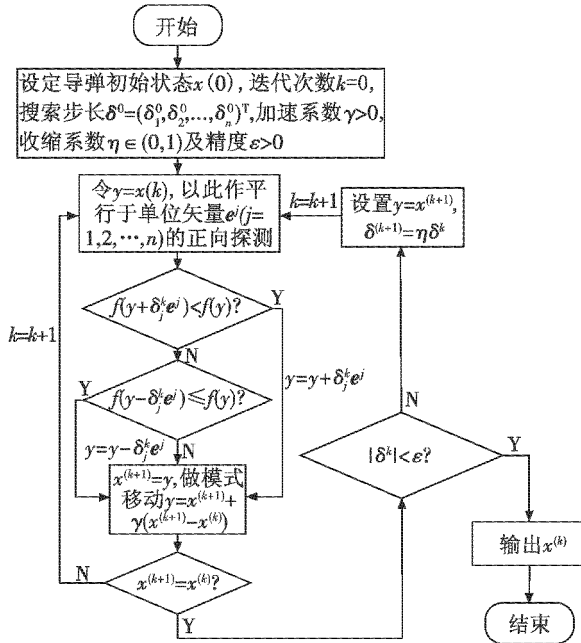 开始
设定导弹初始状态x(0), 迭代次数k=0,
搜索步长δ⁰=(δ₁⁰,δ₂⁰,...,δₙ⁰)ᵀ,加速系数γ>0,
收缩系数η∈(0,1)及精度ε>0
令y=x(k), 以此作平
行于单位矢量eʲ(j=
1,2,⋯,n)的正向探测
k=k+1
设置y=x⁽ᵏ⁺¹⁾,
δ⁽ᵏ⁺¹⁾=ηδᵏ
f(y+δⱼᵏeʲ)<f(y)?
Y
k=k+1
N
y=y+δⱼᵏeʲ
Y
f(y-δⱼᵏeʲ)≤f(y)?
N
y=y-δⱼᵏeʲ
N
|δᵏ|<ε?
Y
x⁽ᵏ⁺¹⁾=y,做模式
移动y=x⁽ᵏ⁺¹⁾+
γ(x⁽ᵏ⁺¹⁾-x⁽ᵏ⁾)
输出x⁽ᵏ⁾
N
x⁽ᵏ⁺¹⁾=x⁽ᵏ⁾?
Y
结束